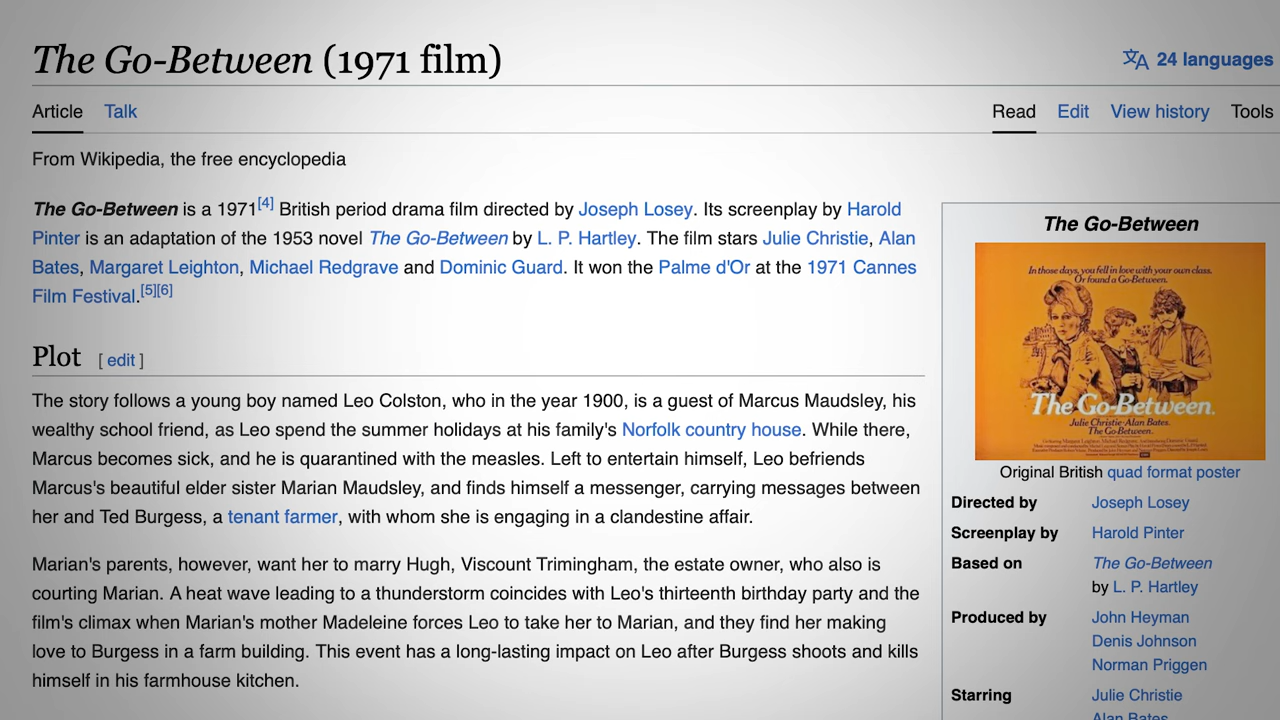 The Go-Between (1971 film)
24 languages
Article Talk
Read Edit View history Tools
From Wikipedia, the free encyclopedia
The Go-Between is a 1971[4] British period drama film directed by Joseph Losey. Its screenplay by Harold
Pinter is an adaptation of the 1953 novel The Go-Between by L. P. Hartley. The film stars Julie Christie, Alan
Bates, Margaret Leighton, Michael Redgrave and Dominic Guard. It won the Palme d'Or at the 1971 Cannes
Film Festival.[5][6]
Plot [ edit ]
The story follows a young boy named Leo Colston, who in the year 1900, is a guest of Marcus Maudsley, his
wealthy school friend, as Leo spend the summer holidays at his family's Norfolk country house. While there,
Marcus becomes sick, and he is quarantined with the measles. Left to entertain himself, Leo befriends
Marcus's beautiful elder sister Marian Maudsley, and finds himself a messenger, carrying messages between
her and Ted Burgess, a tenant farmer, with whom she is engaging in a clandestine affair.
Marian's parents, however, want her to marry Hugh, Viscount Trimingham, the estate owner, who also is
courting Marian. A heat wave leading to a thunderstorm coincides with Leo's thirteenth birthday party and the
film's climax when Marian's mother Madeleine forces Leo to take her to Marian, and they find her making
love to Burgess in a farm building. This event has a long-lasting impact on Leo after Burgess shoots and kills
himself in his farmhouse kitchen.
The Go-Between
In those days, you fell in love with your own class.
Or found a Go-Between.
The Go-Between.
Julie Christie · Alan Bates.
The Go-Between.
Original British quad format poster
Directed by Joseph Losey
Screenplay by Harold Pinter
Based on The Go-Between
by L. P. Hartley
Produced by John Heyman
Denis Johnson
Norman Priggen
Starring Julie Christie
Alan Bates